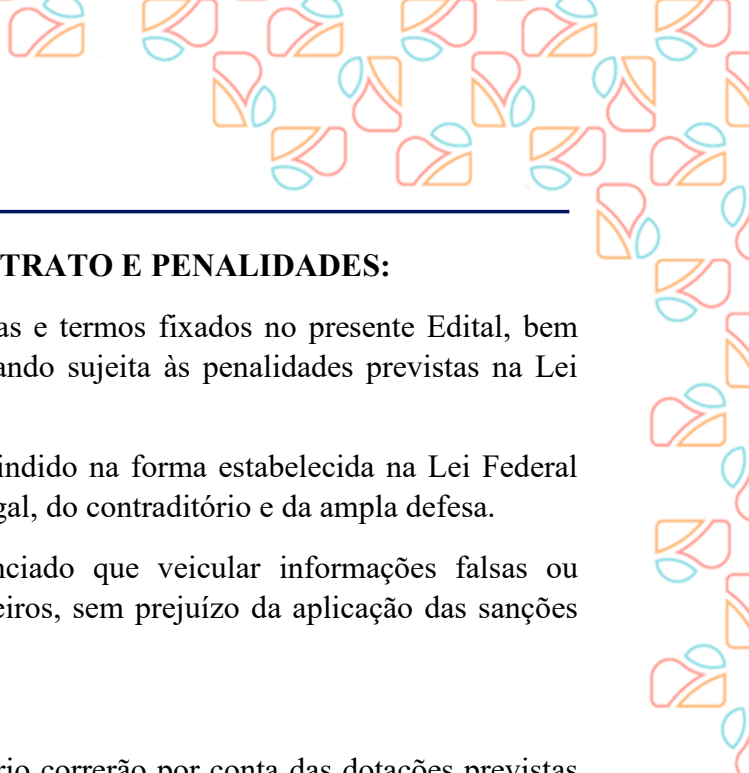 TRATO E PENALIDADES:
as e termos fixados no presente Edital, bem
ando sujeita às penalidades previstas na Lei
indido na forma estabelecida na Lei Federal
gal, do contraditório e da ampla defesa.
nciado que veicular informações falsas ou
eiros, sem prejuízo da aplicação das sanções
rio correrão por conta das dotações previstas